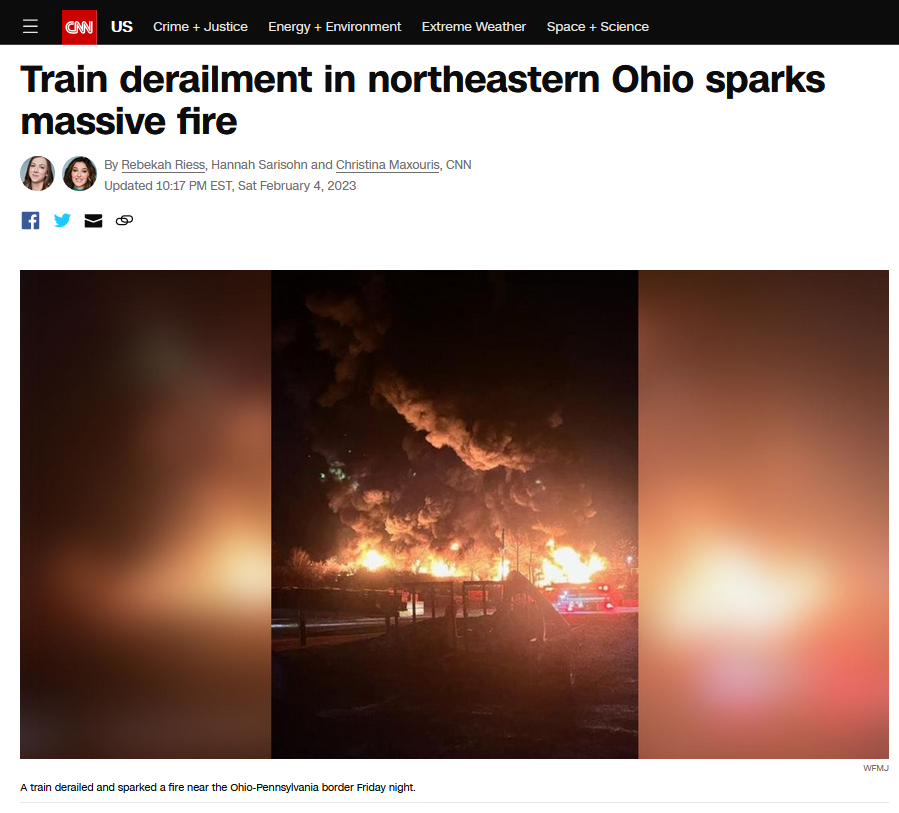 CNN US Crime + Justice Energy + Environment Extreme Weather Space + Science
Train derailment in northeastern Ohio sparks
massive fire
By Rebekah Riess, Hannah Sarisohn and Christina Maxouris, CNN
Updated 10:17 PM EST, Sat February 4, 2023
WFMJ
A train derailed and sparked a fire near the Ohio-Pennsylvania border Friday night.